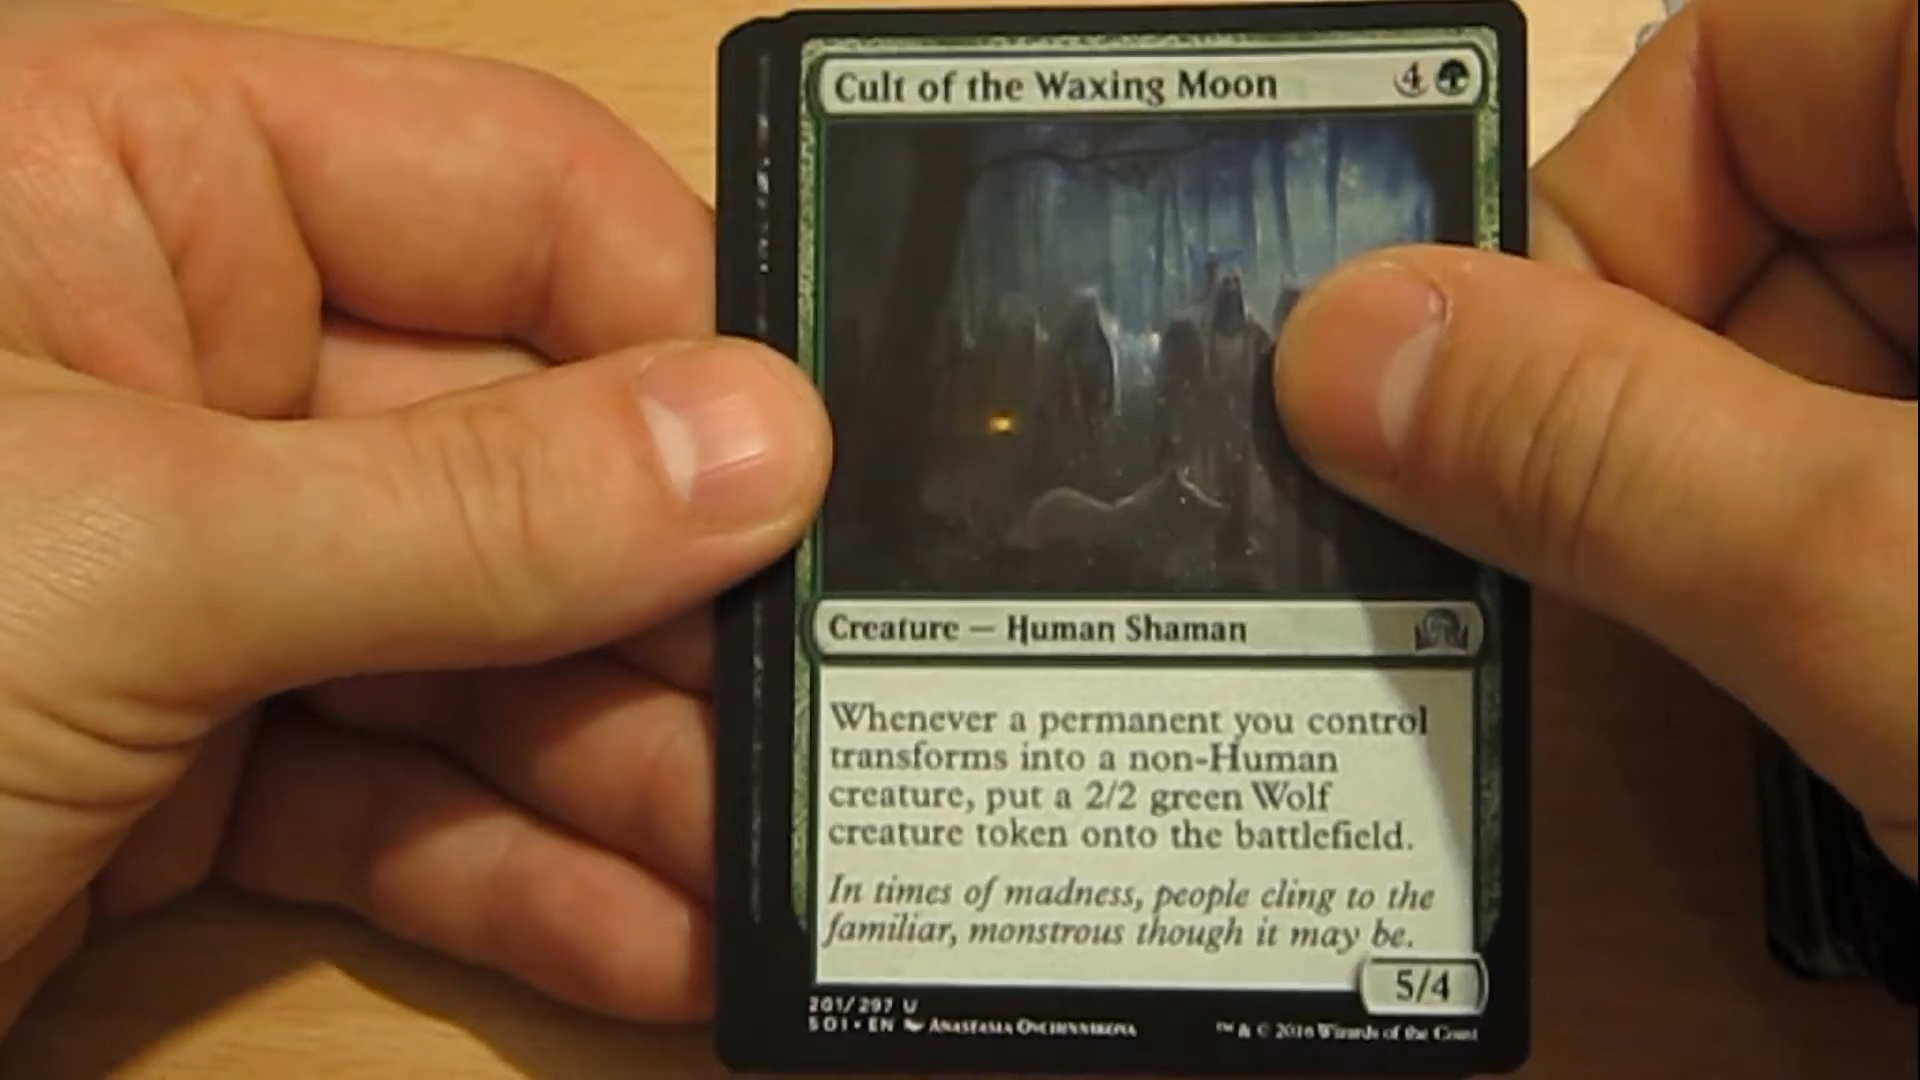 Cult of the Waxing Moon 4
Creature — Human Shaman
Whenever a permanent you control
transforms into a non-Human
creature, put a 2/2 green Wolf
creature token onto the battlefield.
In times of madness, people cling to the
familiar, monstrous though it may be.
5/4
201/297 U
SOI • EN Anastasia Ovchinnikova
™ & © 2016 Wizards of the Coast